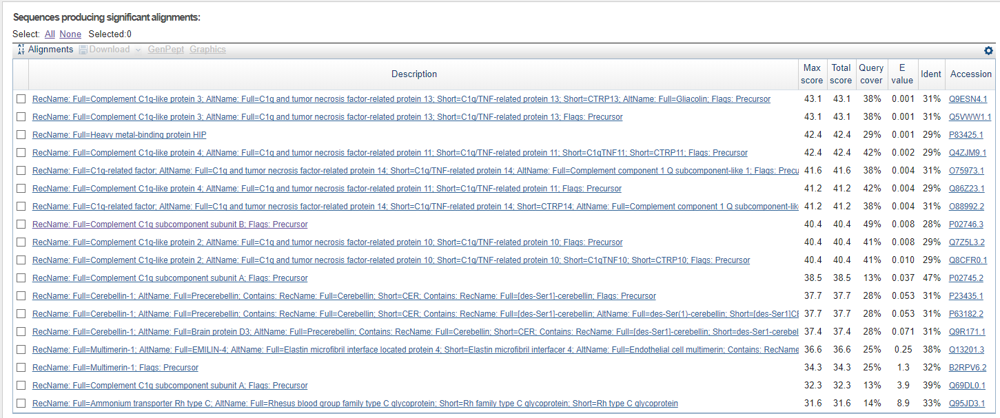 Sequences producing significant alignments:
Select: All None Selected:0
Alignments Download GenPept Graphics
Description Max score Total score Query cover E value Ident Accession
RecName: Full=Complement C1q-like protein 3; AltName: Full=C1q and tumor necrosis factor-related protein 13; Short=C1q/TNF-related protein 13; Short=CTRP13; AltName: Full=Gliacolin; Flags: Precursor 43.1 43.1 38% 0.001 31% Q9ESN4.1
RecName: Full=Complement C1q-like protein 3; AltName: Full=C1q and tumor necrosis factor-related protein 13; Short=C1q/TNF-related protein 13; Flags: Precursor 43.1 43.1 38% 0.001 31% Q5VWW1.1
RecName: Full=Heavy metal-binding protein HIP 42.4 42.4 29% 0.001 29% P83425.1
RecName: Full=Complement C1q-like protein 4; AltName: Full=C1q and tumor necrosis factor-related protein 11; Short=C1q/TNF-related protein 11; Short=C1qTNF11; Short=CTRP11; Flags: Precursor 42.4 42.4 42% 0.002 29% Q4ZJM9.1
RecName: Full=C1q-related factor; AltName: Full=C1q and tumor necrosis factor-related protein 14; Short=C1q/TNF-related protein 14; AltName: Full=Complement component 1 Q subcomponent-like 1; Flags: Precu 41.6 41.6 38% 0.004 31% O75973.1
RecName: Full=Complement C1q-like protein 4; AltName: Full=C1q and tumor necrosis factor-related protein 11; Short=C1q/TNF-related protein 11; Flags: Precursor 41.2 41.2 42% 0.004 29% Q86Z23.1
RecName: Full=C1q-related factor; AltName: Full=C1q and tumor necrosis factor-related protein 14; Short=C1q/TNF-related protein 14; Short=CTRP14; AltName: Full=Complement component 1 Q subcomponent-lik 41.2 41.2 38% 0.004 31% O88992.2
RecName: Full=Complement C1q subcomponent subunit B; Flags: Precursor 40.4 40.4 49% 0.008 28% P02746.3
RecName: Full=Complement C1q-like protein 2; AltName: Full=C1q and tumor necrosis factor-related protein 10; Short=C1q/TNF-related protein 10; Flags: Precursor 40.4 40.4 41% 0.008 29% Q7Z5L3.2
RecName: Full=Complement C1q-like protein 2; AltName: Full=C1q and tumor necrosis factor-related protein 10; Short=C1q/TNF-related protein 10; Short=C1qTNF10; Short=CTRP10; Flags: Precursor 40.4 40.4 41% 0.010 29% Q8CFR0.1
RecName: Full=Complement C1q subcomponent subunit A; Flags: Precursor 38.5 38.5 13% 0.037 47% P02745.2
RecName: Full=Cerebellin-1; AltName: Full=Precerebellin; Contains: RecName: Full=Cerebellin; Short=CER; Contains: RecName: Full=[des-Ser1]-cerebellin; Flags: Precursor 37.7 37.7 28% 0.053 31% P23435.1
RecName: Full=Cerebellin-1; AltName: Full=Precerebellin; Contains: RecName: Full=Cerebellin; Short=CER; Contains: RecName: Full=[des-Ser1]-cerebellin; AltName: Full=des-Ser(1)-cerebellin; Short=[des-Ser1]CE 37.7 37.7 28% 0.053 31% P63182.2
RecName: Full=Cerebellin-1; AltName: Full=Brain protein D3; AltName: Full=Precerebellin; Contains: RecName: Full=Cerebellin; Short=CER; Contains: RecName: Full=[des-Ser1]-cerebellin; Short=des-Ser1-cerebel 37.4 37.4 28% 0.071 31% Q9R171.1
RecName: Full=Multimerin-1; AltName: Full=EMILIN-4; AltName: Full=Elastin microfibril interface located protein 4; Short=Elastin microfibril interfacer 4; AltName: Full=Endothelial cell multimerin; Contains: RecName 36.6 36.6 25% 0.25 38% Q13201.3
RecName: Full=Multimerin-1; Flags: Precursor 34.3 34.3 25% 1.3 32% B2RPV6.2
RecName: Full=Complement C1q subcomponent subunit A; Flags: Precursor 32.3 32.3 13% 3.9 39% Q69DL0.1
RecName: Full=Ammonium transporter Rh type C; AltName: Full=Rhesus blood group family type C glycoprotein; Short=Rh family type C glycoprotein; Short=Rh type C glycoprotein 31.6 31.6 14% 8.9 33% Q95JD3.1